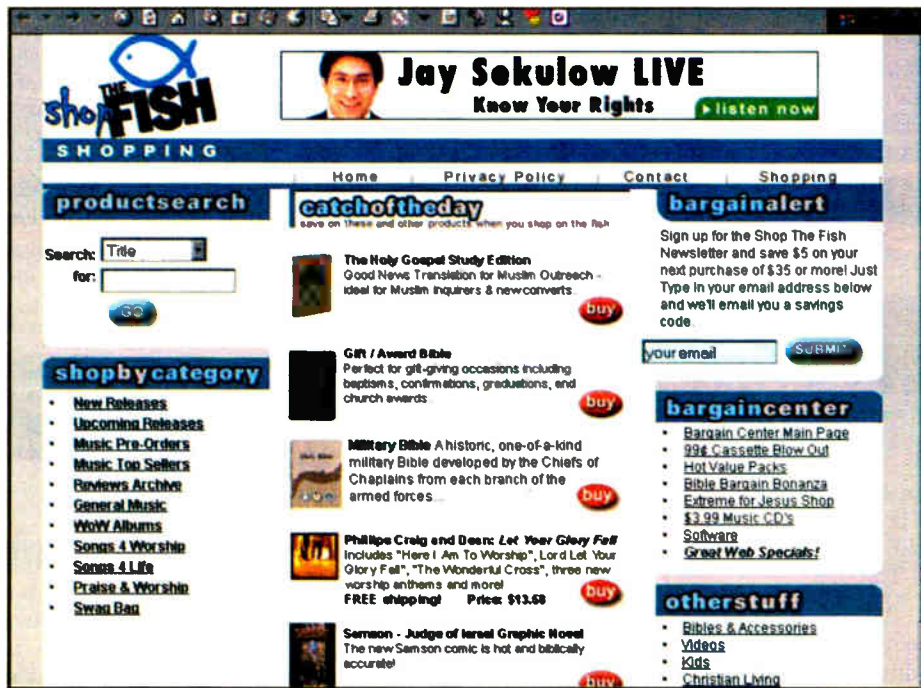 shop THE FISH
SHOPPING
Jay Sekulow LIVE
Know Your Rights
listen now
Home
Privacy Policy
Contact
Shopping
productsearch
Search: Title
for:
GO
shopbycategory
New Releases
Upcoming Releases
Music Pre-Orders
Music Top Sellers
Reviews Archive
General Music
WoW Albums
Songs 4 Worship
Songs 4 Life
Praise & Worship
Swag Bag
catchoftheday
save on these and other products when you shop on the fish
The Holy Gospel Study Edition
Good News Translation for Muslim Outreach -
ideal for Muslim inquirers & new converts
buy
Gift / Award Bible
Perfect for gift-giving occasions including
baptisms, confirmations, graduations, and
church awards
buy
Military Bible A historic, one-of-a-kind
military Bible developed by the Chiefs of
Chaplains from each branch of the
armed forces...
buy
Phillips Craig and Dean: Let Your Glory Fall
Includes "Here I Am To Worship", Lord Let Your
Glory Fall", "The Wonderful Cross", three new
worship anthems and more!
FREE shipping! Price: $13.68
buy
Samson - Judge of Israel Graphic Novel
The new Samson comic is hot and biblically
accurate!
buy
bargainalert
Sign up for the Shop The Fish
Newsletter and save $5 on your
next purchase of $35 or more! Just
Type in your email address below
and we'll email you a savings
code.
your email
SUBMIT
bargaincenter
Bargain Center Main Page
99¢ Cassette Blow Out
Hot Value Packs
Bible Bargain Bonanza
Extreme for Jesus Shop
$3.99 Music CD's
Software
Great Web Specials!
otherstuff
Bibles & Accessories
Videos
Kids
Christian Living